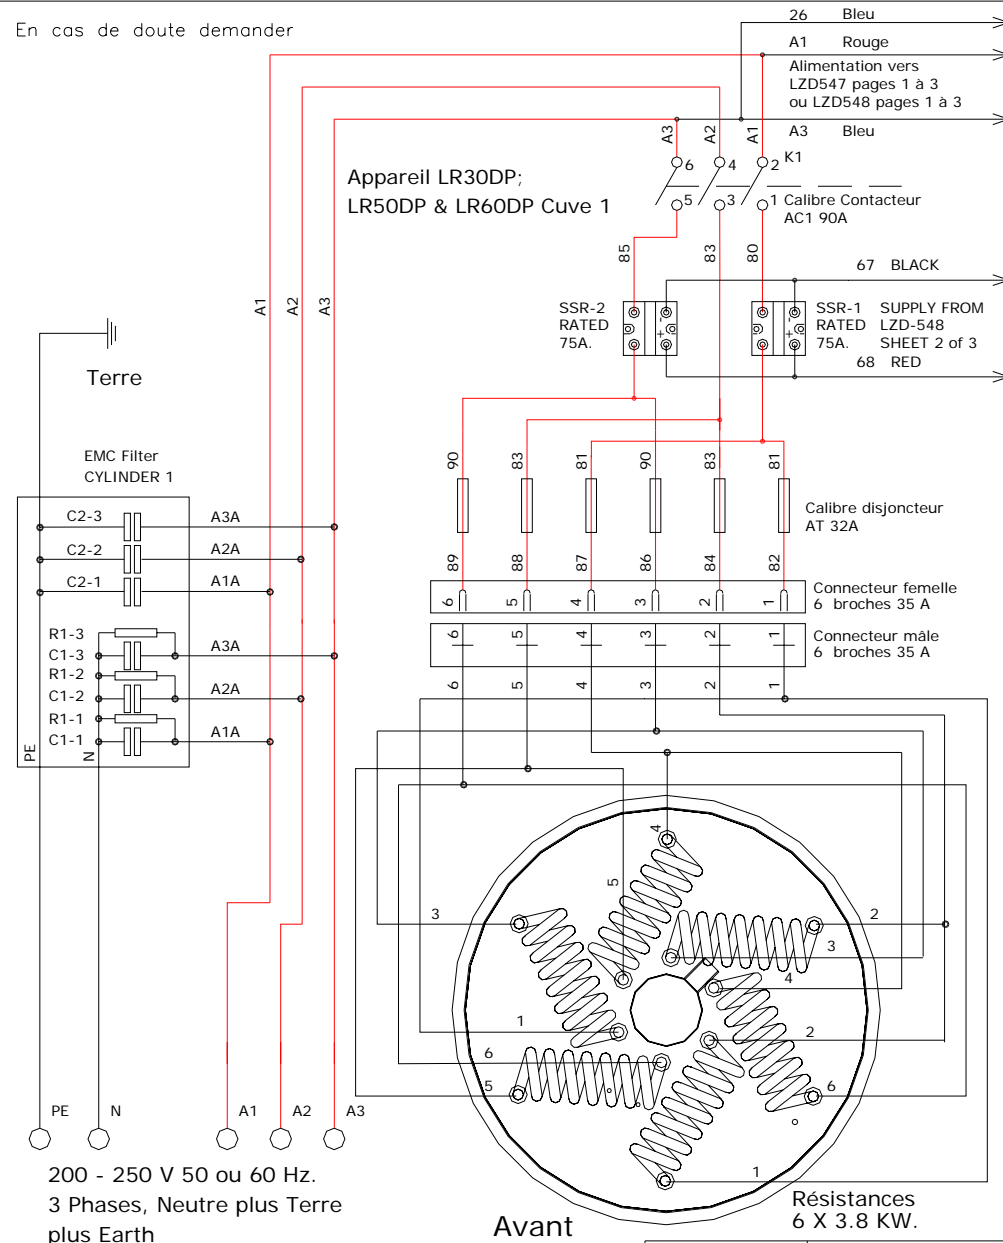 En cas de doute demander
26 Bleu
A1 Rouge
Alimentation vers
LZD547 pages 1 à 3
ou LZD548 pages 1 à 3
A3 Bleu
A3
A2
A1
6
4
2
K1
Appareil LR30DP;
LR50DP & LR60DP Cuve 1
5
3
1
Calibre Contacteur
AC1 90A
85
83
80
67 BLACK
A1
A2
A3
SSR-2
RATED
75A.
- +
- +
SSR-1
RATED
75A.
SUPPLY FROM
LZD-548
SHEET 2 of 3
68 RED
Terre
EMC Filter
CYLINDER 1
90
83
81
90
83
81
Calibre disjoncteur
AT 32A
C2-3 A3A
C2-2 A2A
C2-1 A1A
89
88
87
86
84
82
6
5
4
3
2
1
Connecteur femelle
6 broches 35 A
R1-3
C1-3 A3A
R1-2
C1-2 A2A
R1-1
C1-1 A1A
PE
N
6
5
4
3
2
1
Connecteur mâle
6 broches 35 A
6
5
4
3
2
1
4
5
3
2
3
4
1
2
6
5
6
1
PE
N
A1
A2
A3
200 - 250 V 50 ou 60 Hz.
3 Phases, Neutre plus Terre
plus Earth
Avant
Résistances
6 X 3.8 KW.